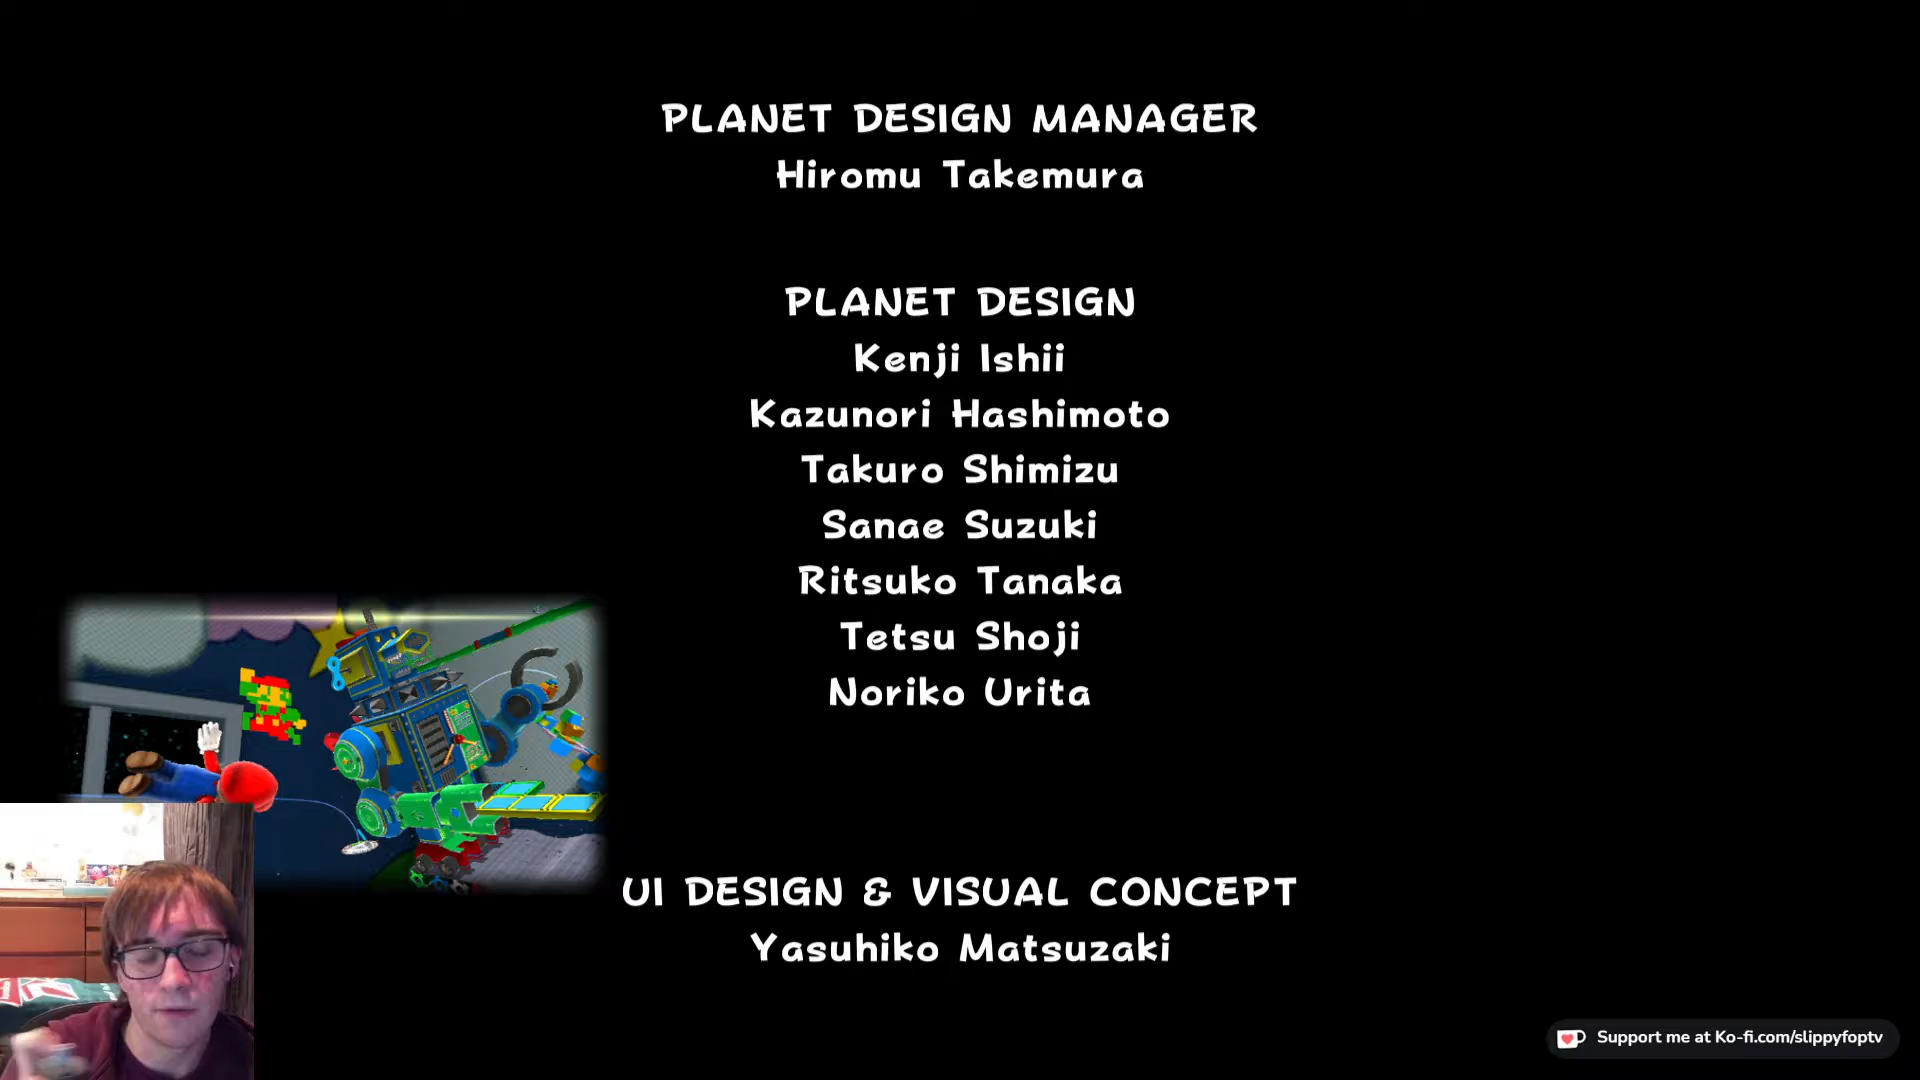 PLANET DESIGN MANAGER
Hiromu Takemura
PLANET DESIGN
Kenji Ishii
Kazunori Hashimoto
Takuro Shimizu
Sanae Suzuki
Ritsuko Tanaka
Tetsu Shoji
Noriko Urita
UI DESIGN & VISUAL CONCEPT
Yasuhiko Matsuzaki
Support me at Ko-fi.com/slippyfoptv